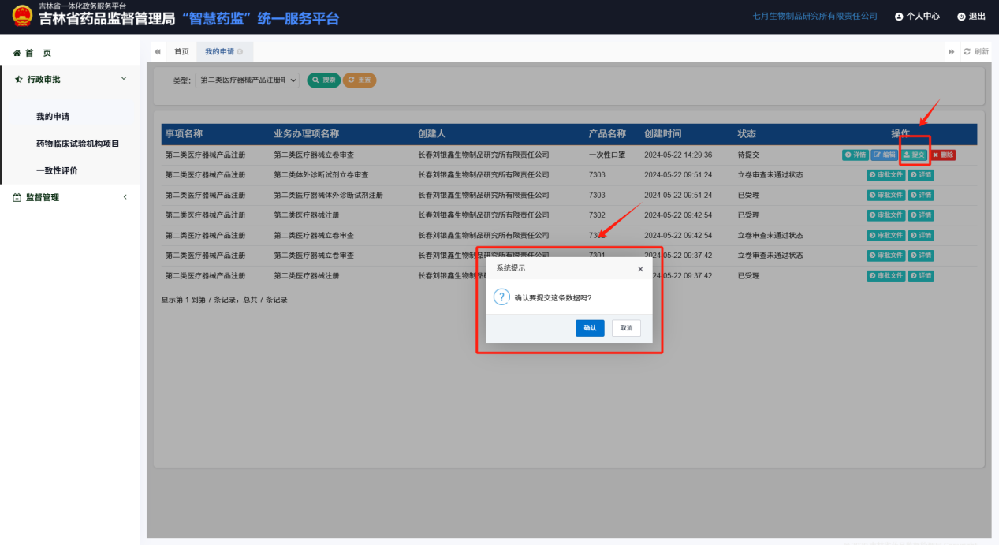 吉林省一体化政务服务平台
吉林省药品监督管理局 “智慧药监” 统一服务平台
七月生物制品研究所有限责任公司 个人中心 退出
首 页
行政审批
我的申请
药物临床试验机构项目
一致性评价
监督管理
首页 我的申请 刷新
类型: 第二类医疗器械产品注册 搜索 重置
事项名称 业务办理项名称 创建人 产品名称 创建时间 状态 操作
第二类医疗器械产品注册 第二类医疗器械立卷审查 长春刘银鑫生物制品研究所有限责任公司 一次性口罩 2024-05-22 14:29:36 待提交 详情 编辑 提交 删除
第二类医疗器械产品注册 第二类体外诊断试剂立卷审查 长春刘银鑫生物制品研究所有限责任公司 7303 2024-05-22 09:51:24 立卷审查未通过状态 审批文件 详情
第二类医疗器械产品注册 第二类医疗器械体外诊断试剂注册 长春刘银鑫生物制品研究所有限责任公司 7303 2024-05-22 09:51:24 已受理 审批文件 详情
第二类医疗器械产品注册 第二类医疗器械注册 长春刘银鑫生物制品研究所有限责任公司 7302 2024-05-22 09:42:54 已受理 审批文件 详情
第二类医疗器械产品注册 第二类医疗器械立卷审查 长春刘银鑫生物制品研究所有限责任公司 7302 2024-05-22 09:42:54 立卷审查未通过状态 审批文件 详情
第二类医疗器械产品注册 第二类医疗器械立卷审查 长春刘银鑫生物制品研究所有限责任公司 7301 2024-05-22 09:37:42 立卷审查未通过状态 审批文件 详情
第二类医疗器械产品注册 第二类医疗器械注册 长春刘银鑫生物制品 24-05-22 09:37:42 已受理 审批文件 详情
显示第 1 到第 7 条记录，总共 7 条记录
系统提示
确认要提交这条数据吗?
确认 取消